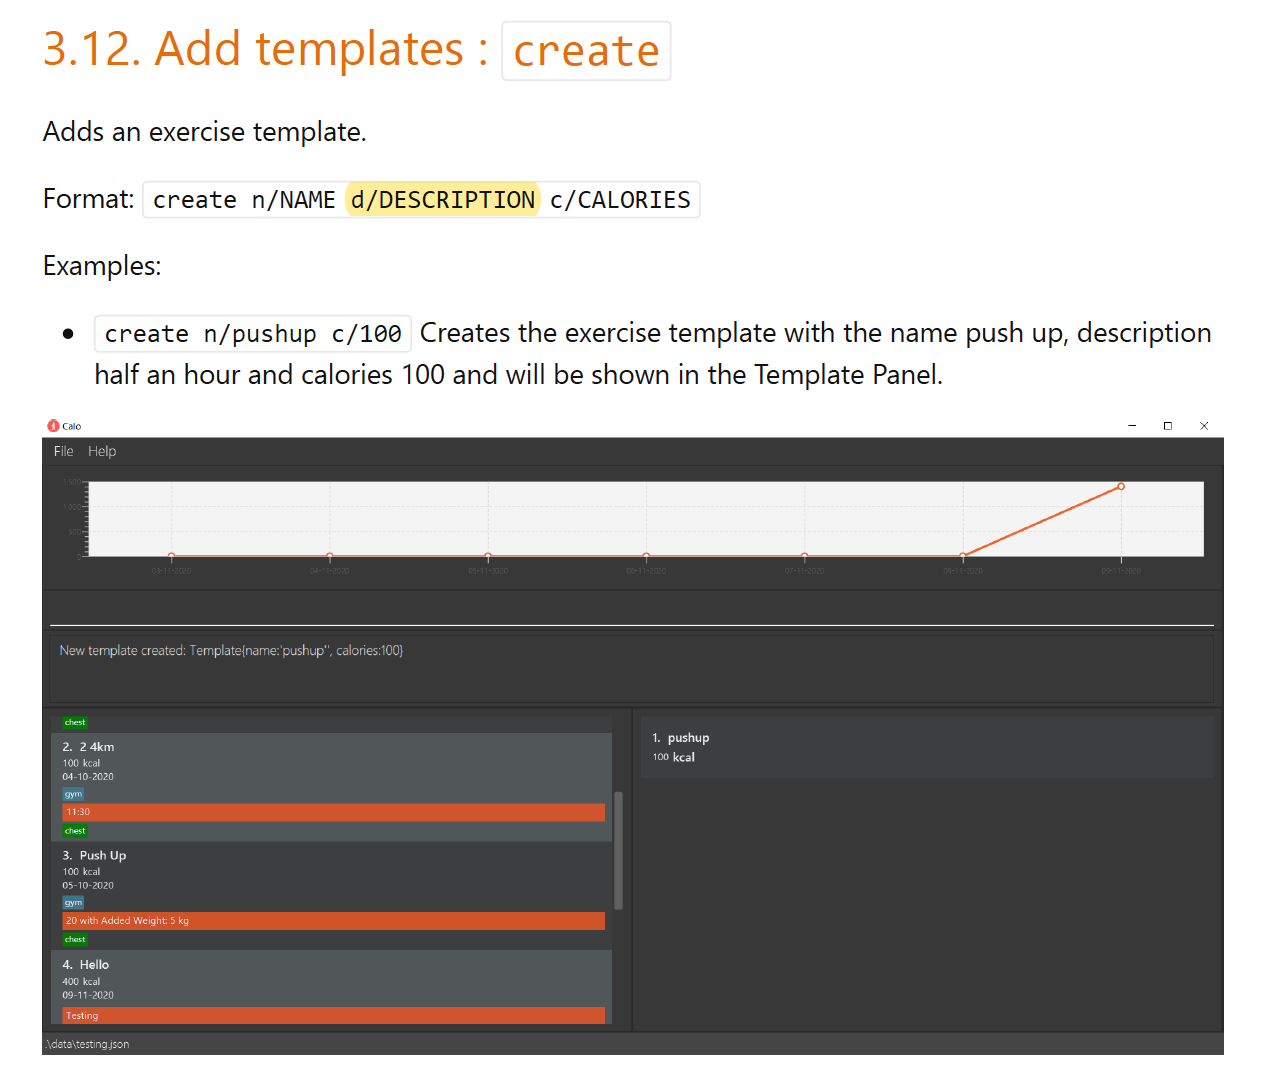 3.12. Add templates : create
Adds an exercise template.
Format: create n/NAME d/DESCRIPTION c/CALORIES
Examples:
create n/pushup c/100 Creates the exercise template with the name push up, description
half an hour and calories 100 and will be shown in the Template Panel.
Calo
File Help
1,500
1,000
500
0
03-11-2020 04-11-2020 05-11-2020 06-11-2020 07-11-2020 08-11-2020 09-11-2020
New template created: Template{name:'pushup'', calories:100}
chest
2. 2 4km
100 kcal
04-10-2020
gym
11:30
chest
3. Push Up
100 kcal
05-10-2020
gym
20 with Added Weight: 5 kg
chest
4. Hello
400 kcal
09-11-2020
Testing
1. pushup
100 kcal
.\data\testing.json